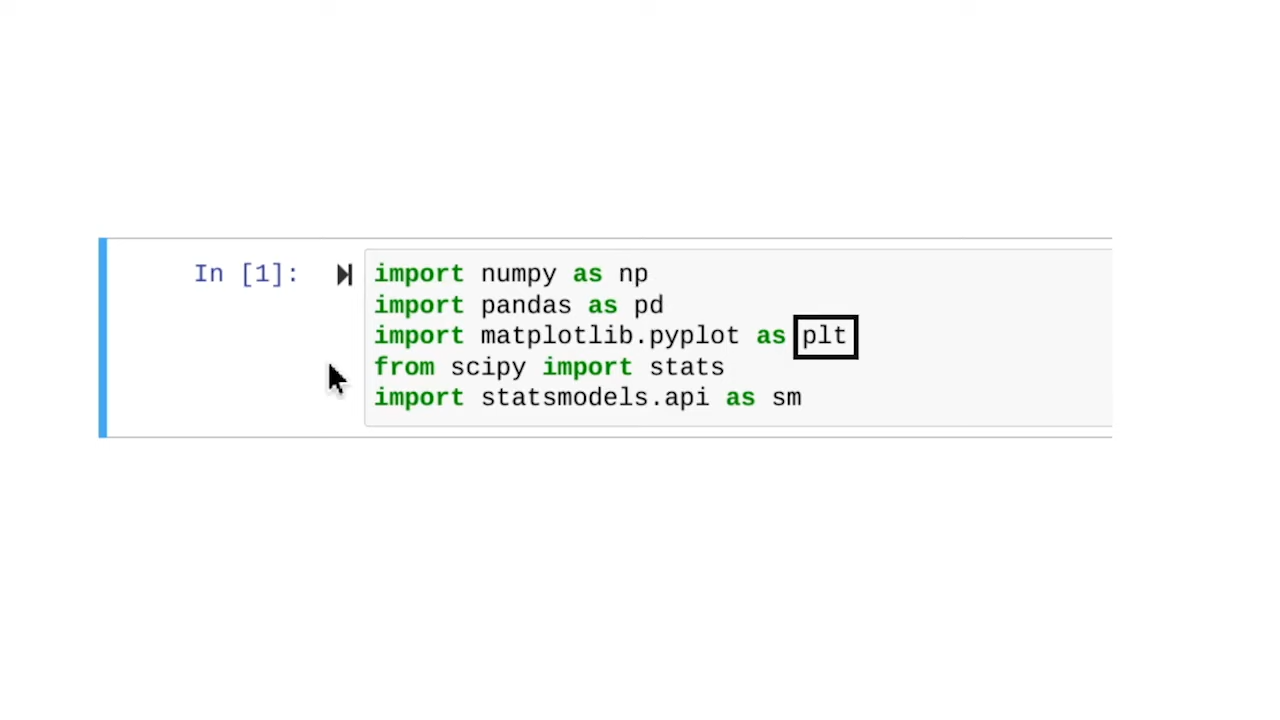 In [1]:
import numpy as np
import pandas as pd
import matplotlib.pyplot as plt
from scipy import stats
import statsmodels.api as sm